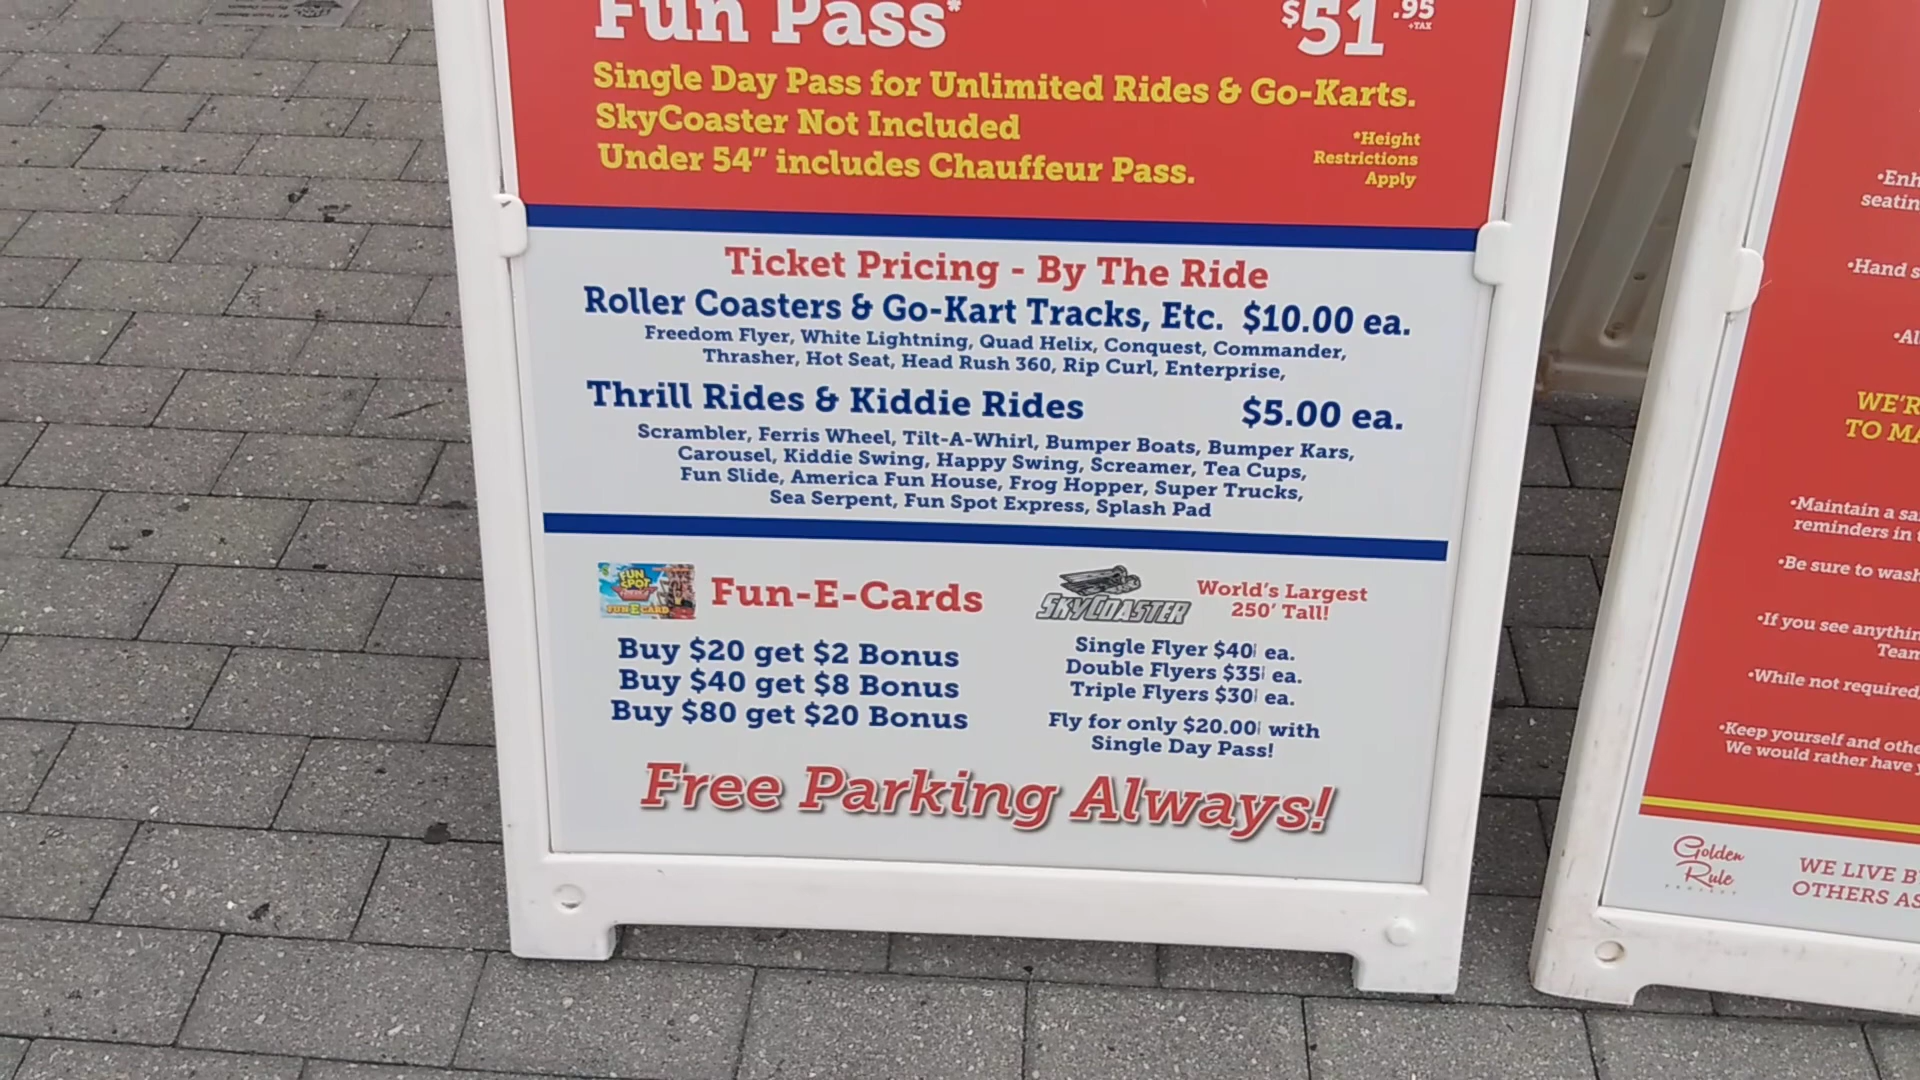 Fun Pass*
$51.95
+TAX
Single Day Pass for Unlimited Rides & Go-Karts.
SkyCoaster Not Included
Under 54" includes Chauffeur Pass.
*Height
Restrictions
Apply
Ticket Pricing - By The Ride
Roller Coasters & Go-Kart Tracks, Etc. $10.00 ea.
Freedom Flyer, White Lightning, Quad Helix, Conquest, Commander,
Thrasher, Hot Seat, Head Rush 360, Rip Curl, Enterprise,
Thrill Rides & Kiddie Rides $5.00 ea.
Scrambler, Ferris Wheel, Tilt-A-Whirl, Bumper Boats, Bumper Kars,
Carousel, Kiddie Swing, Happy Swing, Screamer, Tea Cups,
Fun Slide, America Fun House, Frog Hopper, Super Trucks,
Sea Serpent, Fun Spot Express, Splash Pad
FUN
SPOT
FUN E CARD
Fun-E-Cards
Buy $20 get $2 Bonus
Buy $40 get $8 Bonus
Buy $80 get $20 Bonus
SKYCOASTER
World's Largest
250' Tall!
Single Flyer $40 ea.
Double Flyers $35 ea.
Triple Flyers $30 ea.
Fly for only $20.00 with
Single Day Pass!
Free Parking Always!
•Enh
seatin
•Hand s
•Al
WE'R
TO MA
•Maintain a sa
reminders in
•Be sure to wash
•If you see anythin
Team
•While not required,
•Keep yourself and othe
We would rather have
Golden
Rule
PROJECT
WE LIVE B
OTHERS AS